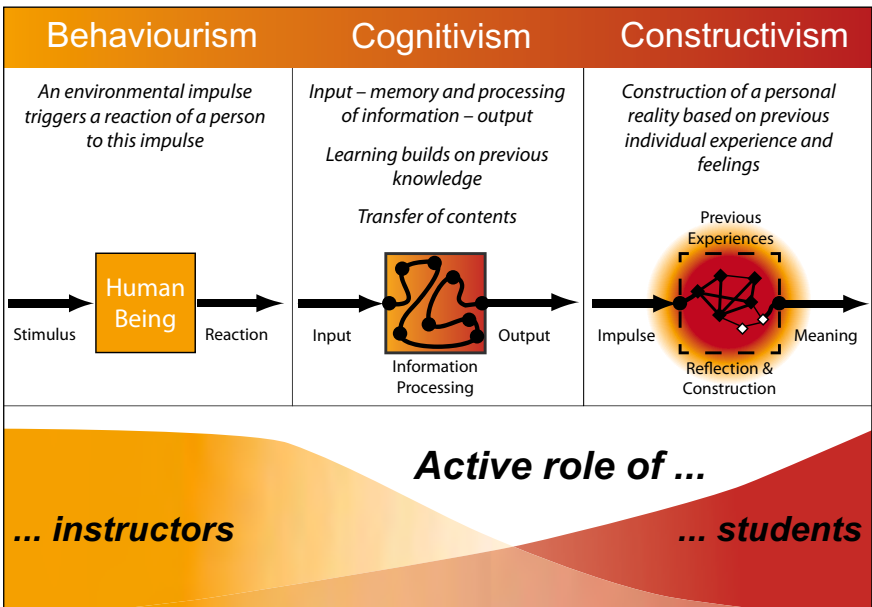 Behaviourism
Cognitivism
Constructivism
An environmental impulse
triggers a reaction of a person
to this impulse
Input – memory and processing
of information – output
Learning builds on previous
knowledge
Transfer of contents
Construction of a personal
reality based on previous
individual experience and
feelings
Human
Being
Stimulus
Reaction
Input
Output
Information
Processing
Previous
Experiences
Impulse
Meaning
Reflection &
Construction
Active role of ...
... instructors
... students